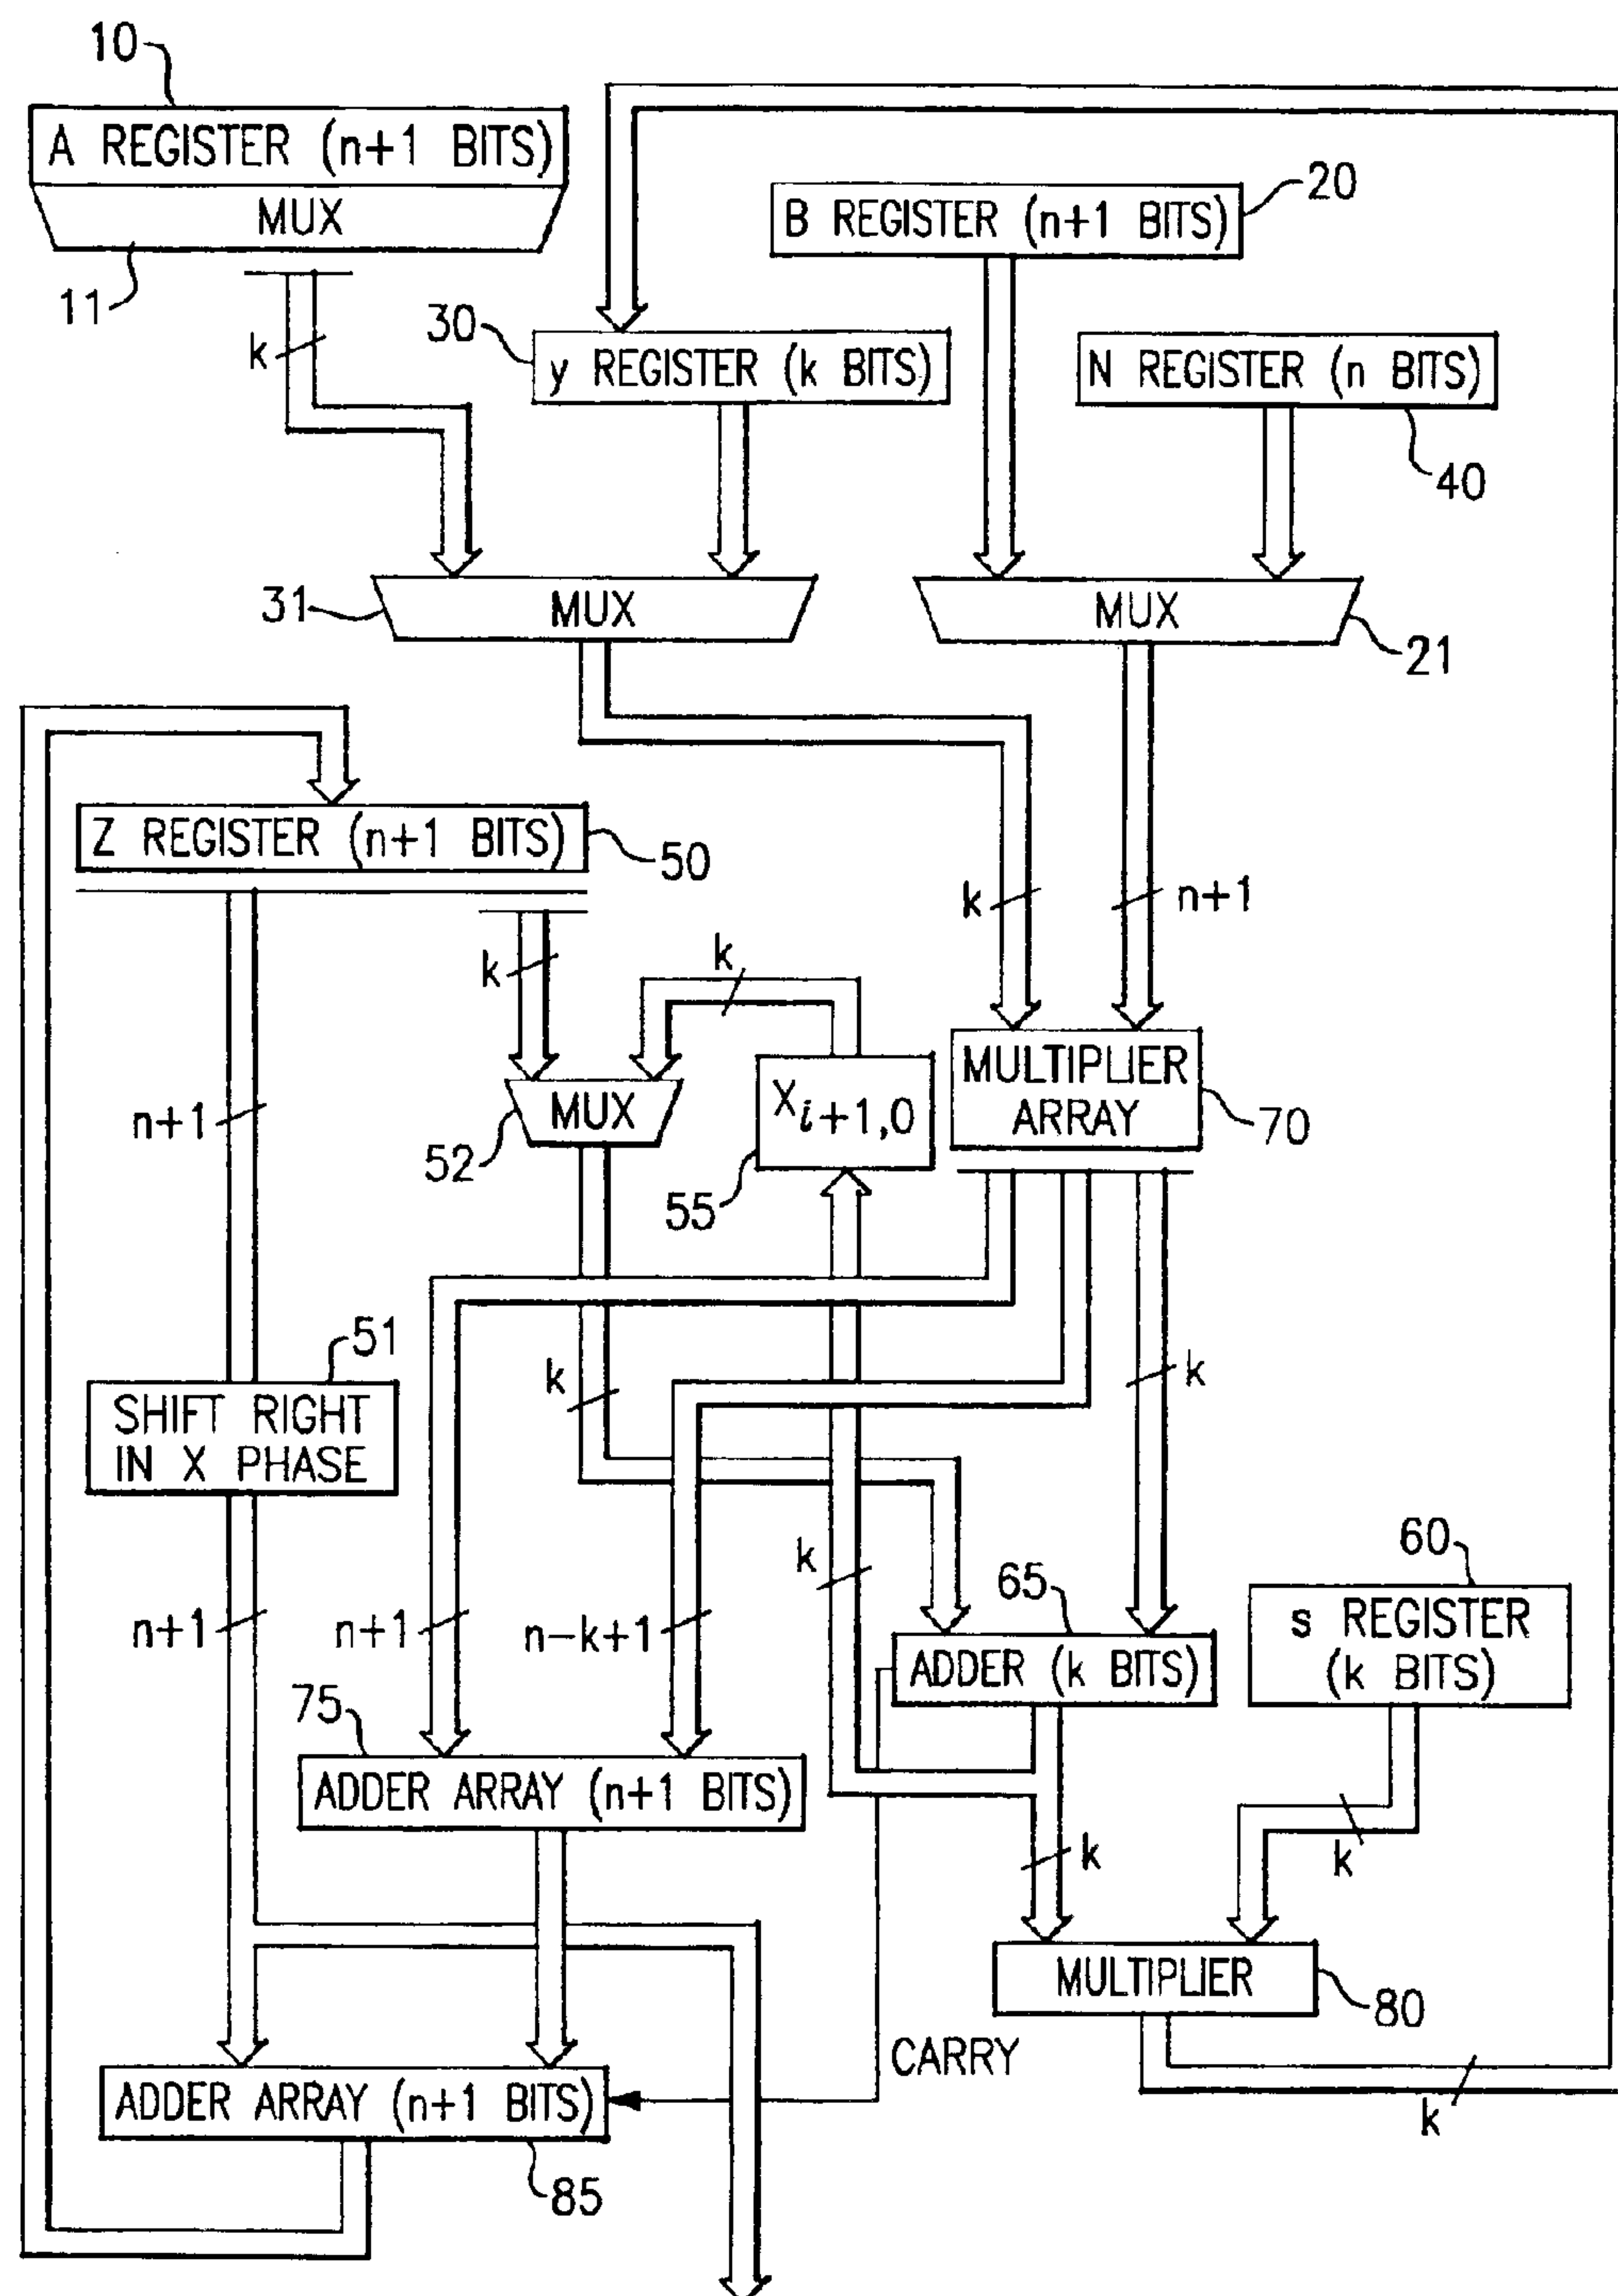 10
A REGISTER (n+1 BITS)
MUX
11
k
20
B REGISTER (n+1 BITS)
30
y REGISTER (k BITS)
N REGISTER (n BITS)
40
31
MUX
MUX
21
Z REGISTER (n+1 BITS)
50
k
n+1
k
k
n+1
MUX
52
X i+1,0
55
MULTIPLIER
ARRAY
70
51
SHIFT RIGHT
IN X PHASE
k
k
n+1
n+1
n-k+1
k
65
60
ADDER (k BITS)
s REGISTER
(k BITS)
75
ADDER ARRAY (n+1 BITS)
k
k
MULTIPLIER
80
CARRY
ADDER ARRAY (n+1 BITS)
85
k